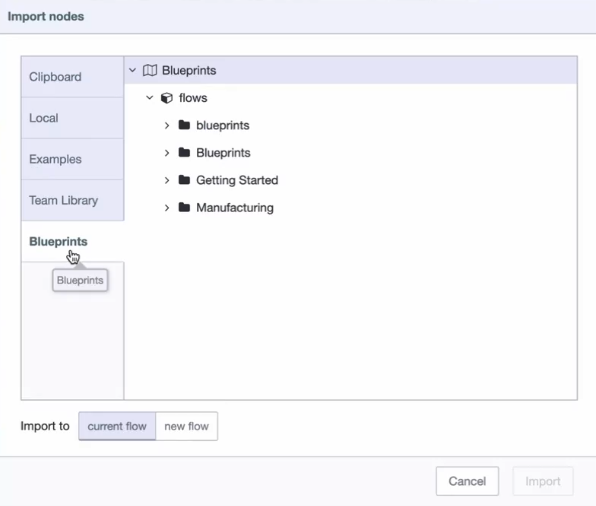 Import nodes
Clipboard
Local
Examples
Team Library
Blueprints
Blueprints
Blueprints
flows
blueprints
Blueprints
Getting Started
Manufacturing
Import to
current flow
new flow
Cancel
Import